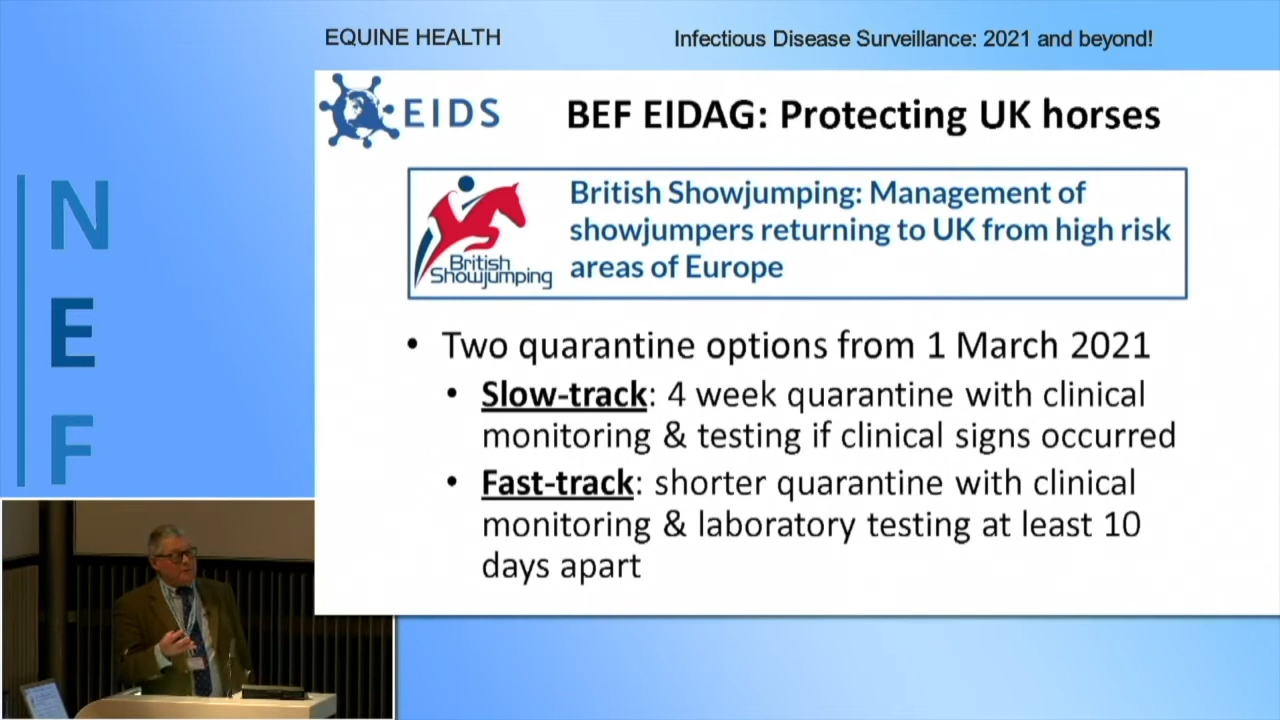 EQUINE HEALTH
Infectious Disease Surveillance: 2021 and beyond!
EIDS
BEF EIDAG: Protecting UK horses
British
Showjumping
British Showjumping: Management of
showjumpers returning to UK from high risk
areas of Europe
• Two quarantine options from 1 March 2021
• Slow-track: 4 week quarantine with clinical
monitoring & testing if clinical signs occurred
• Fast-track: shorter quarantine with clinical
monitoring & laboratory testing at least 10
days apart
N
E
F